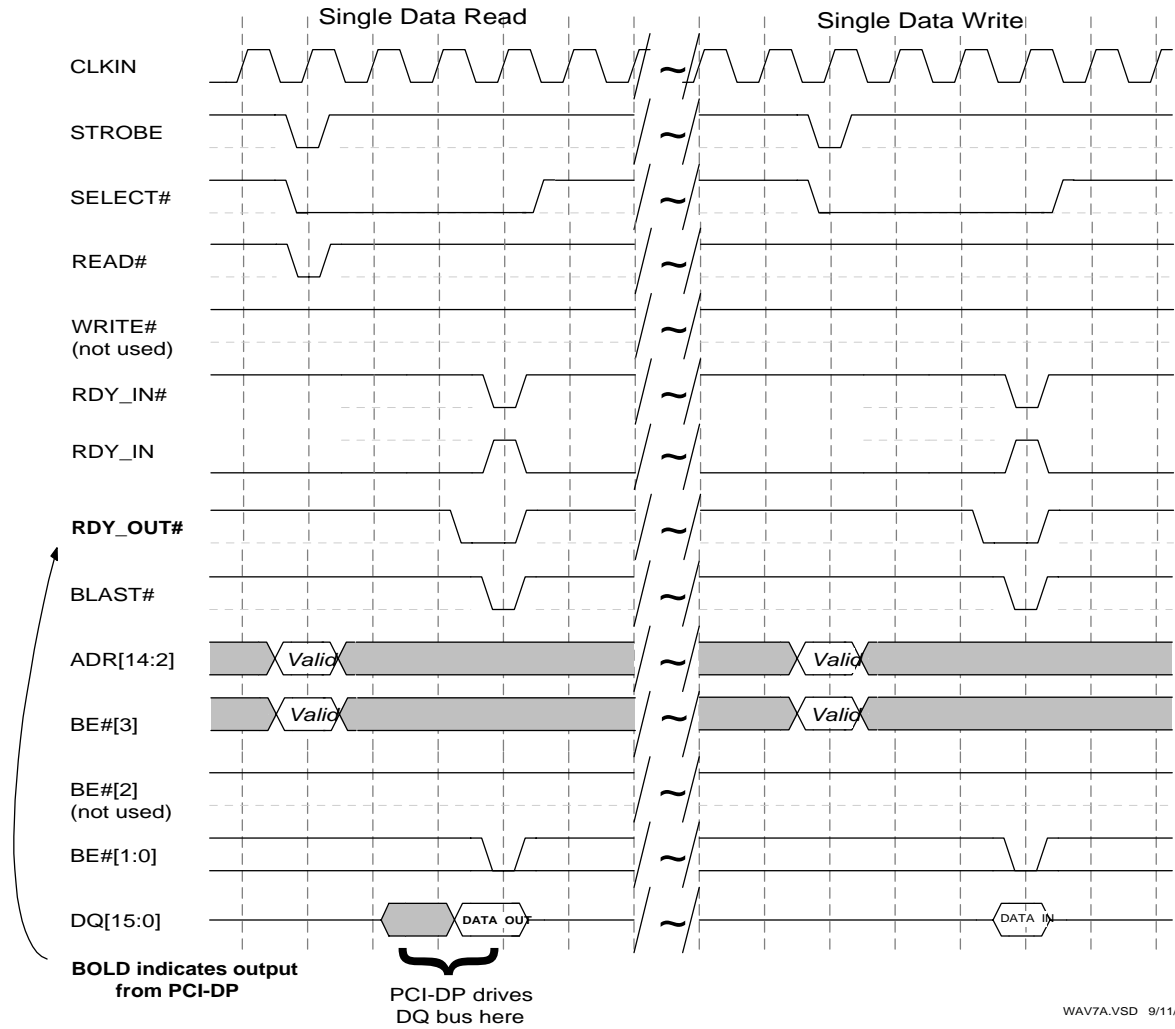 Single Data Read
Single Data Write
CLKIN
STROBE
SELECT#
READ#
WRITE#
(not used)
RDY_IN#
RDY_IN
RDY_OUT#
BLAST#
ADR[14:2]
Valid
Valid
BE#[3]
Valid
Valid
BE#[2]
(not used)
BE#[1:0]
DQ[15:0]
DATA OUT
DATA IN
BOLD indicates output
from PCI-DP
PCI-DP drives
DQ bus here
WAV7A.VSD 9/11/